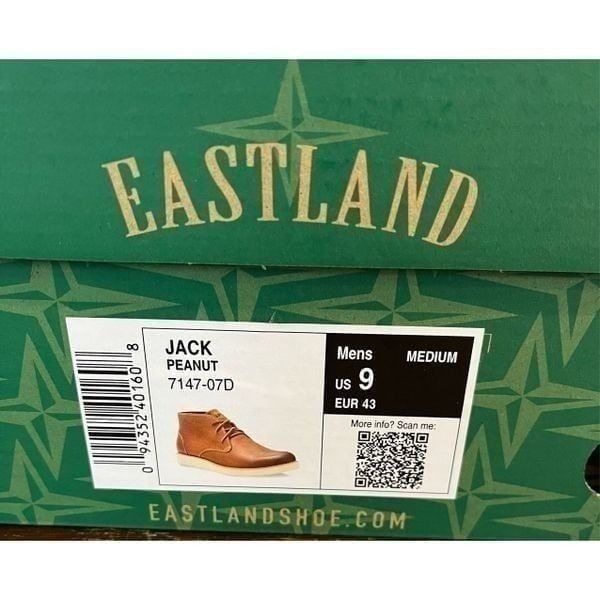 EASTLAND
JACK
PEANUT
7147-07D
Mens MEDIUM
US 9
EUR 43
More info? Scan me:
0 94352 40160 8
EASTLANDSHOE.COM